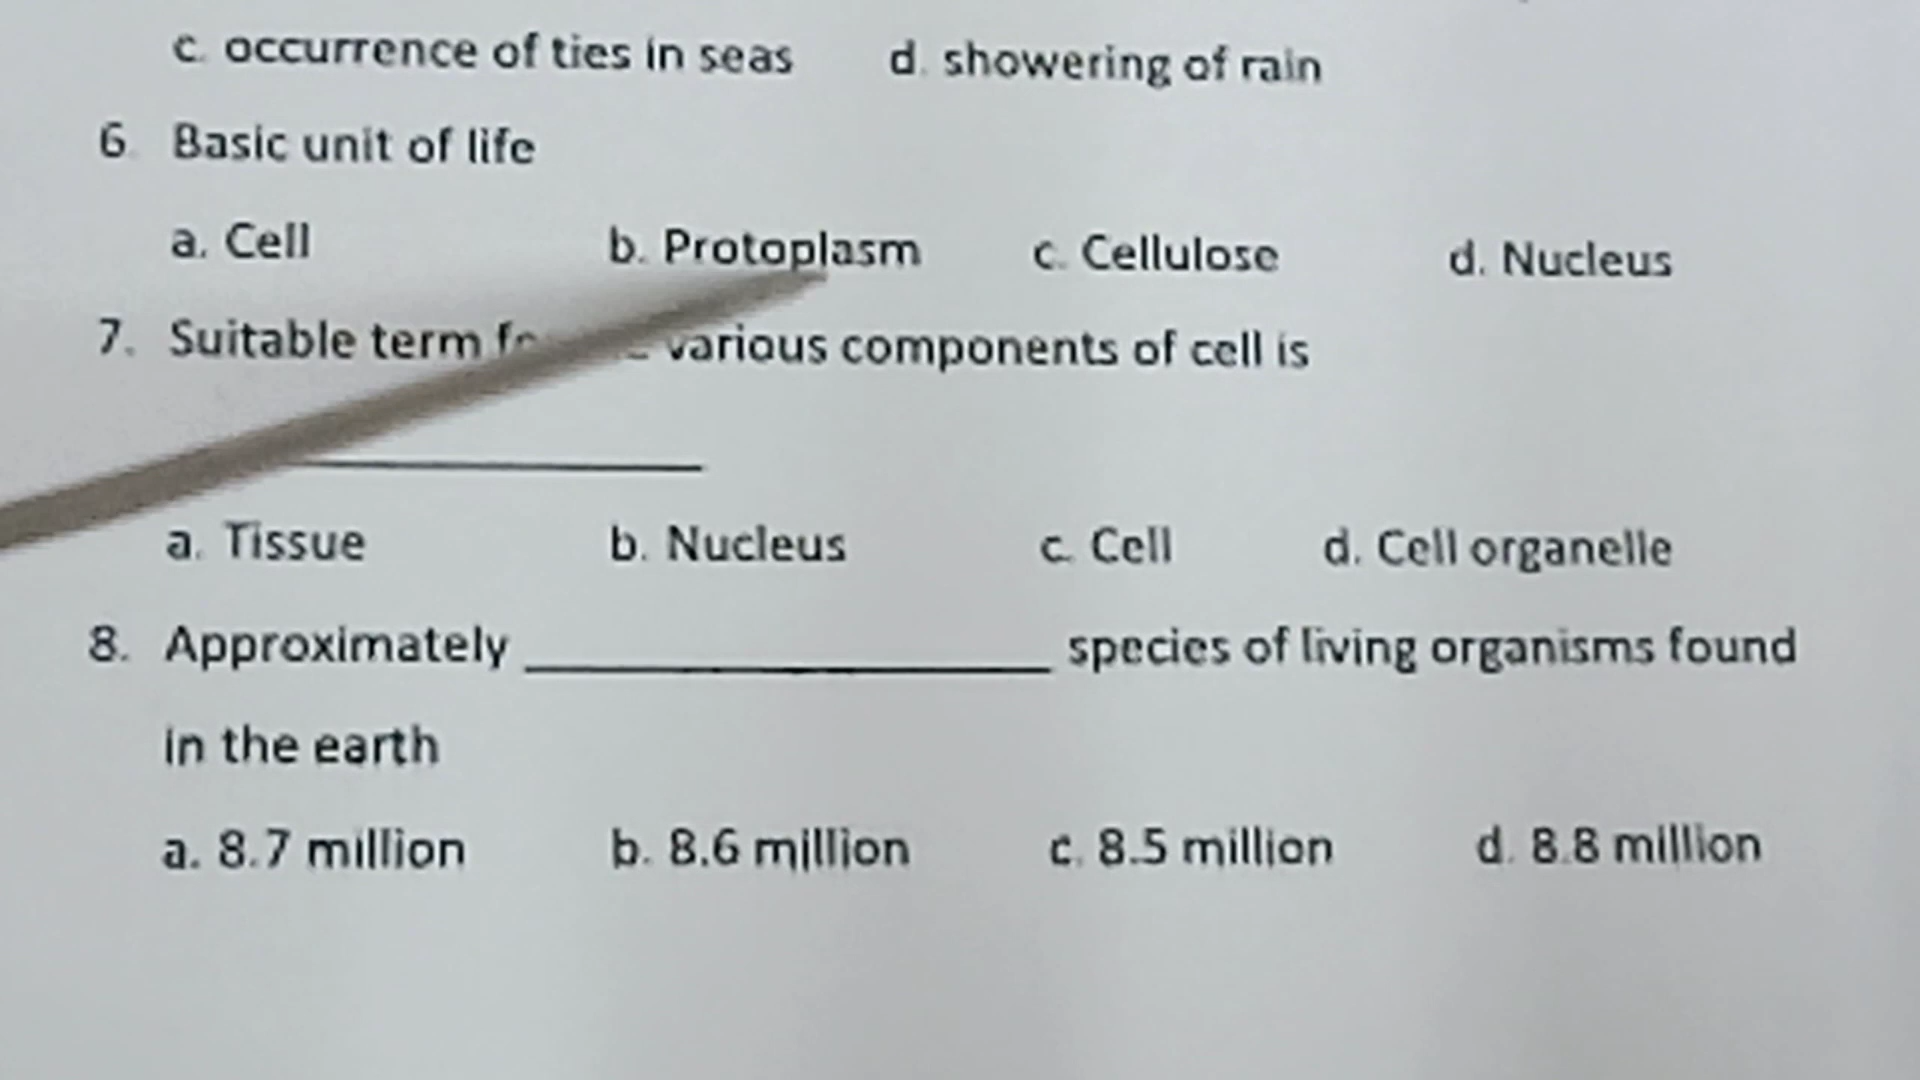 c. occurrence of ties in seas d. showering of rain
6. Basic unit of life
a. Cell b. Protoplasm c. Cellulose d. Nucleus
7. Suitable term various components of cell is
a. Tissue b. Nucleus c. Cell d. Cell organelle
8. Approximately species of living organisms found
in the earth
a. 8.7 million b. 8.6 million c. 8.5 million d. 8.8 million